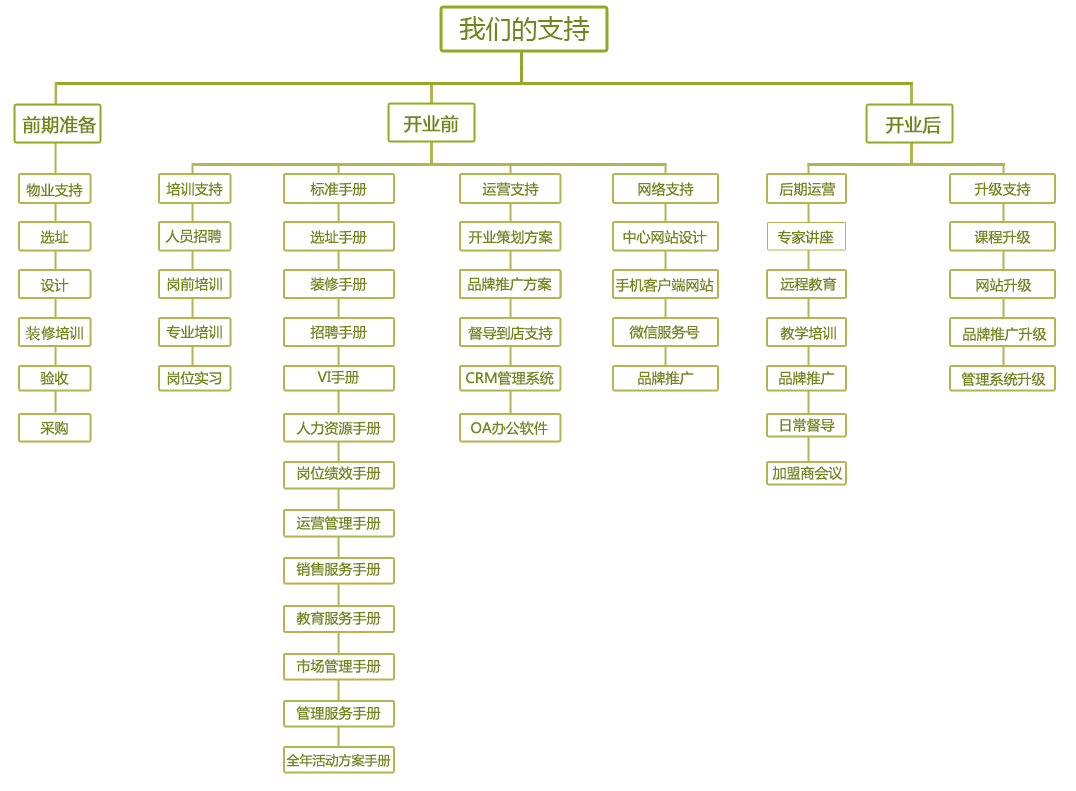 我们的支持
前期准备
开业前
开业后
物业支持
选址
设计
装修培训
验收
采购
培训支持
人员招聘
岗前培训
专业培训
岗位实习
标准手册
选址手册
装修手册
招聘手册
VI手册
人力资源手册
岗位绩效手册
运营管理手册
销售服务手册
教育服务手册
市场管理手册
管理服务手册
全年活动方案手册
运营支持
开业策划方案
品牌推广方案
督导到店支持
CRM管理系统
OA办公软件
网络支持
中心网站设计
手机客户端网站
微信服务号
品牌推广
后期运营
专家讲座
远程教育
教学培训
品牌推广
日常督导
加盟商会议
升级支持
课程升级
网站升级
品牌推广升级
管理系统升级